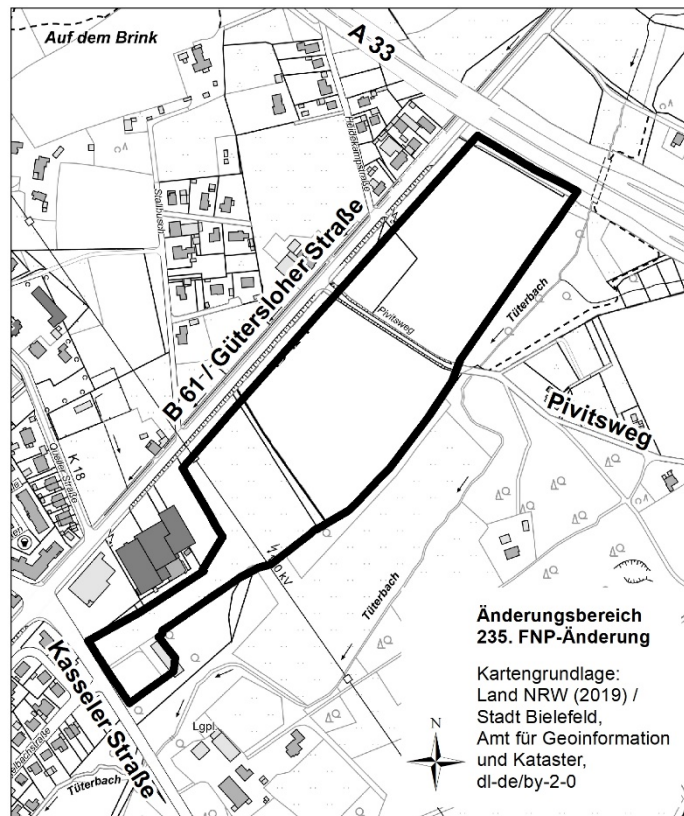 Auf dem Brink
A 33
Heidekampstraße
Stallbusch
B 61 / Gütersloher Straße
Pivitsweg
Tüterbach
Pivitsweg
K 18
Tüterbach
Kasseler Straße
Lgpl.
Tüterbach
N
Änderungsbereich
235. FNP-Änderung
Kartengrundlage:
Land NRW (2019) /
Stadt Bielefeld,
Amt für Geoinformation
und Kataster,
dl-de/by-2-0